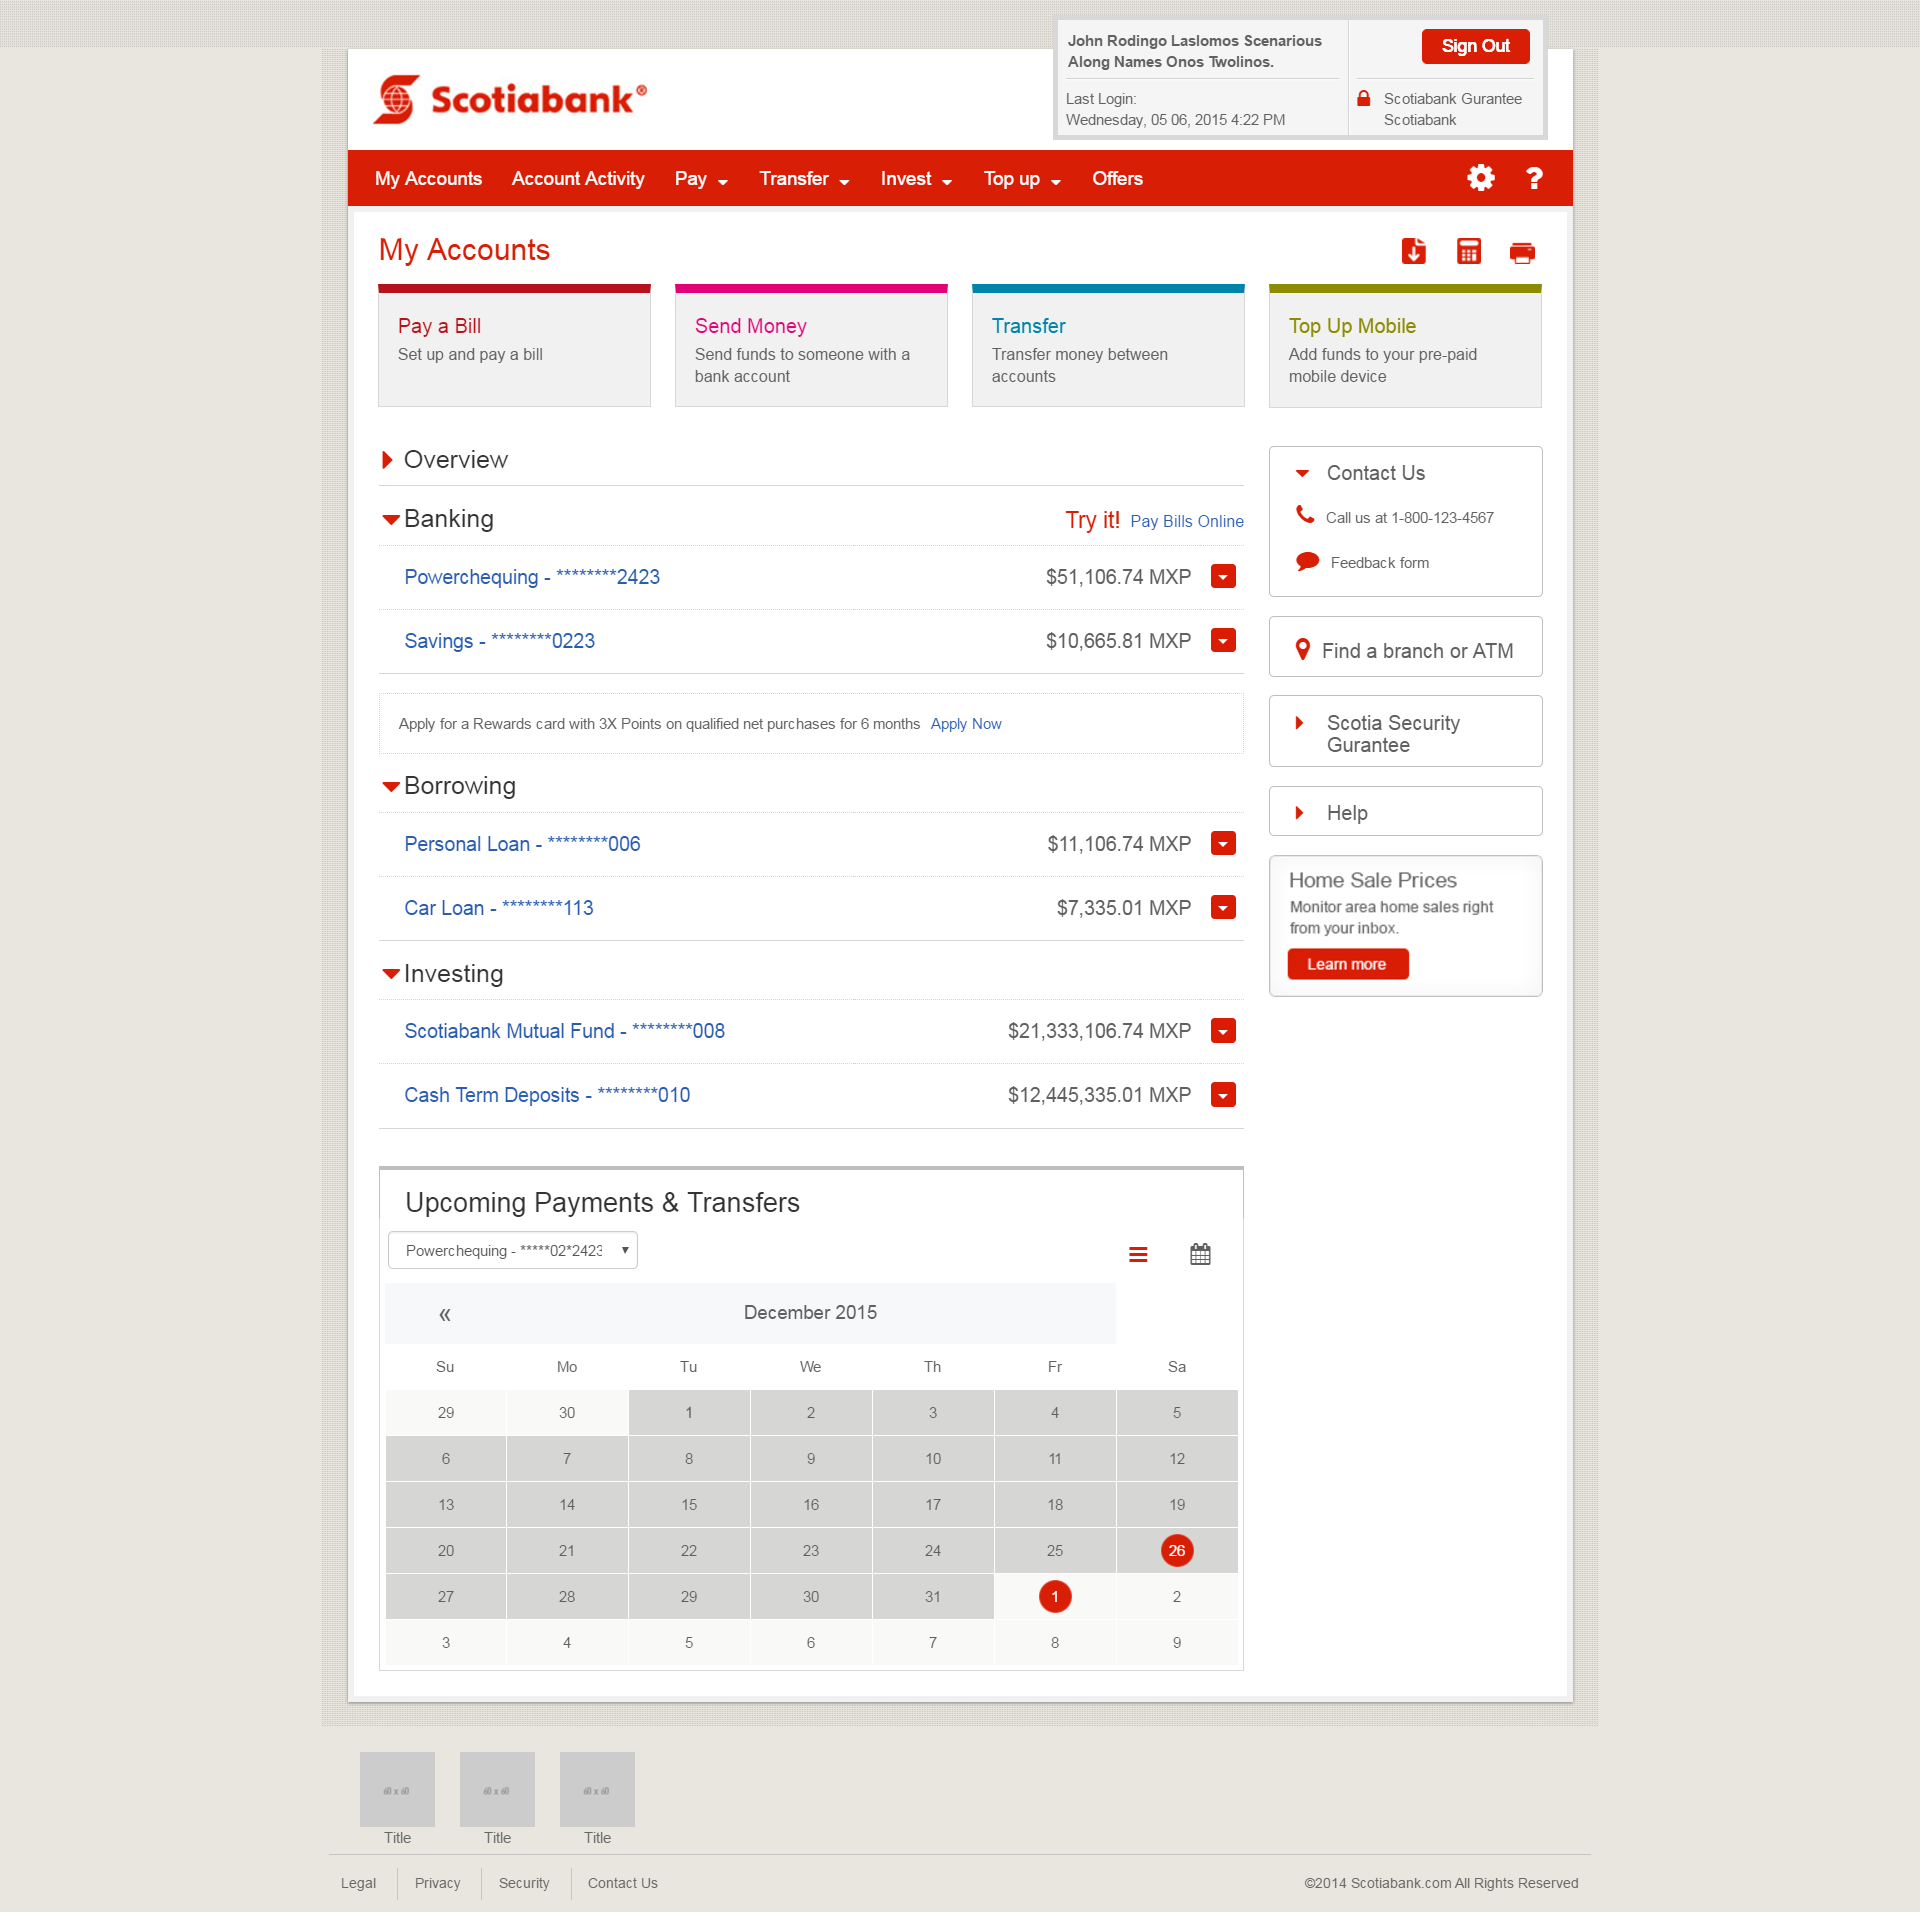 John Rodingo Laslomos Scenarious
Along Names Onos Twolinos.
Sign Out
Last Login:
Wednesday, 05 06, 2015 4:22 PM
Scotiabank Gurantee
Scotiabank
Scotiabank®
My Accounts Account Activity Pay Transfer Invest Top up Offers ?
My Accounts
Pay a Bill
Set up and pay a bill
Send Money
Send funds to someone with a
bank account
Transfer
Transfer money between
accounts
Top Up Mobile
Add funds to your pre-paid
mobile device
Overview
Banking
Try it! Pay Bills Online
Powerchequing - ********2423 $51,106.74 MXP
Savings - ********0223 $10,665.81 MXP
Apply for a Rewards card with 3X Points on qualified net purchases for 6 months Apply Now
Borrowing
Personal Loan - ********006 $11,106.74 MXP
Car Loan - ********113 $7,335.01 MXP
Investing
Scotiabank Mutual Fund - ********008 $21,333,106.74 MXP
Cash Term Deposits - ********010 $12,445,335.01 MXP
Contact Us
Call us at 1-800-123-4567
Feedback form
Find a branch or ATM
Scotia Security
Gurantee
Help
Home Sale Prices
Monitor area home sales right
from your inbox.
Learn more
Upcoming Payments & Transfers
Powerchequing - *****02*2423
« December 2015
Su Mo Tu We Th Fr Sa
29 30 1 2 3 4 5
6 7 8 9 10 11 12
13 14 15 16 17 18 19
20 21 22 23 24 25 26
27 28 29 30 31 1 2
3 4 5 6 7 8 9
60 x 60 60 x 60 60 x 60
Title Title Title
Legal Privacy Security Contact Us
©2014 Scotiabank.com All Rights Reserved